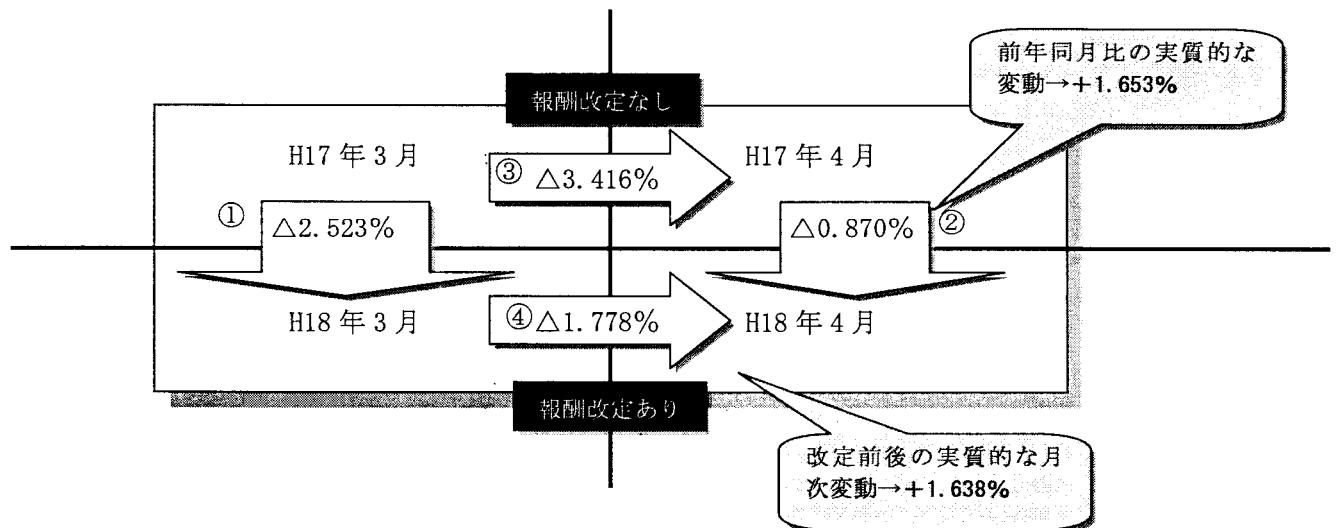 前年同月比の実質的な
変動→+1.653%
報酬改定なし
H17年3月
③ △3.416%
H17年4月
① △2.523%
△0.870% ②
H18年3月
④△1.778%
H18年4月
報酬改定あり
改定前後の実質的な月
次変動→+1.638%